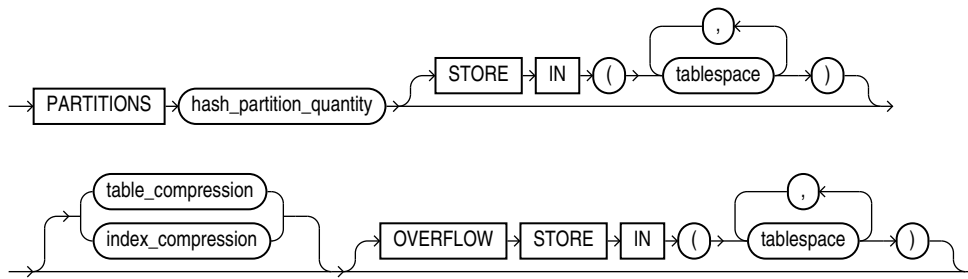 ,
STORE IN ( tablespace )
PARTITIONS hash_partition_quantity
,
table_compression
index_compression OVERFLOW STORE IN ( tablespace )